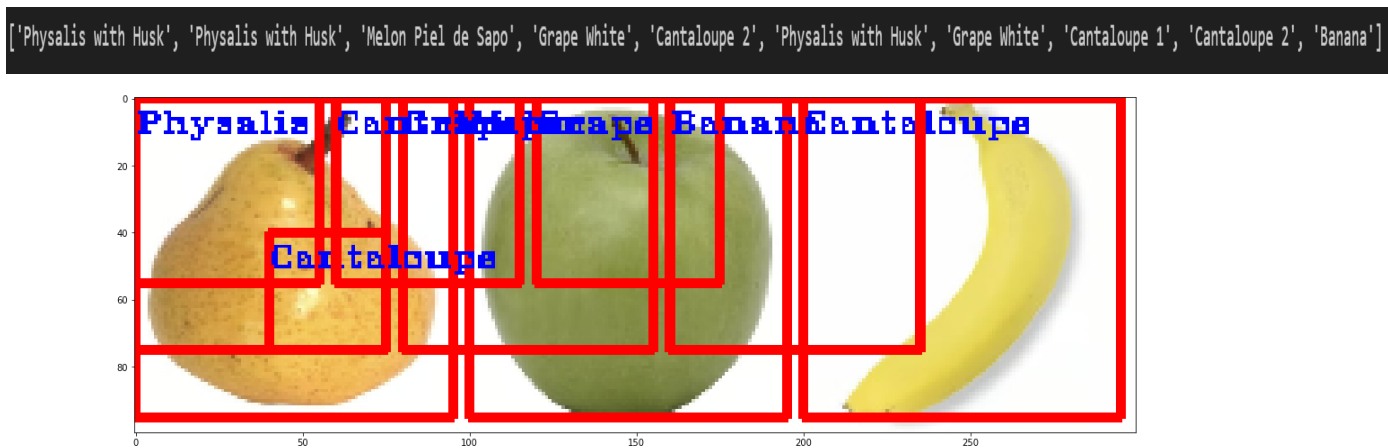 ['Physalis with Husk', 'Physalis with Husk', 'Melon Piel de Sapo', 'Grape White', 'Cantaloupe 2', 'Physalis with Husk', 'Grape White', 'Cantaloupe 1', 'Cantaloupe 2', 'Banana']
0
Physalis Grape Banan Cantaloupe
20
40
Cantaloupe
60
80
0 50 100 150 200 250